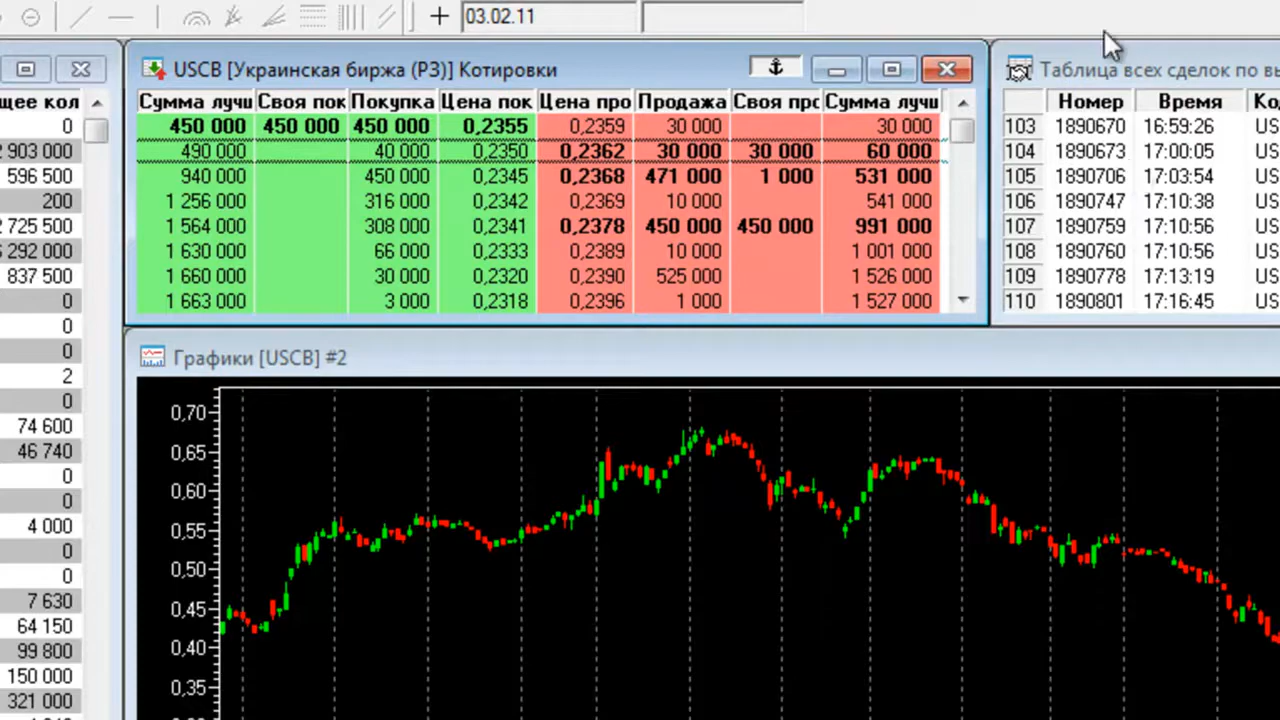 03.02.11
USCB [Украинская биржа (РЗ)] Котировки
Таблица всех сделок по вы
щее кол
0
2 903 000
596 500
200
2 725 500
5 292 000
837 500
0
0
0
2
0
74 600
46 740
0
0
4 000
0
0
7 630
64 150
99 800
150 000
321 000
Сумма лучи Своя пок Покупка Цена пок Цена про Продажа Своя про Сумма лучи
450 000 450 000 450 000 0,2355 0,2359 30 000 30 000
490 000 40 000 0,2350 0,2362 30 000 30 000 60 000
940 000 450 000 0,2345 0,2368 471 000 1 000 531 000
1 256 000 316 000 0,2342 0,2369 10 000 541 000
1 564 000 308 000 0,2341 0,2378 450 000 450 000 991 000
1 630 000 66 000 0,2333 0,2389 10 000 1 001 000
1 660 000 30 000 0,2320 0,2390 525 000 1 526 000
1 663 000 3 000 0,2318 0,2396 1 000 1 527 000
Номер Время Ко
103 1890670 16:59:26 US
104 1890673 17:00:05 US
105 1890706 17:03:54 US
106 1890747 17:10:38 US
107 1890759 17:10:56 US
108 1890760 17:10:56 US
109 1890778 17:13:19 US
110 1890801 17:16:45 US
Графики [USCB] #2
0,70
0,65
0,60
0,55
0,50
0,45
0,40
0,35